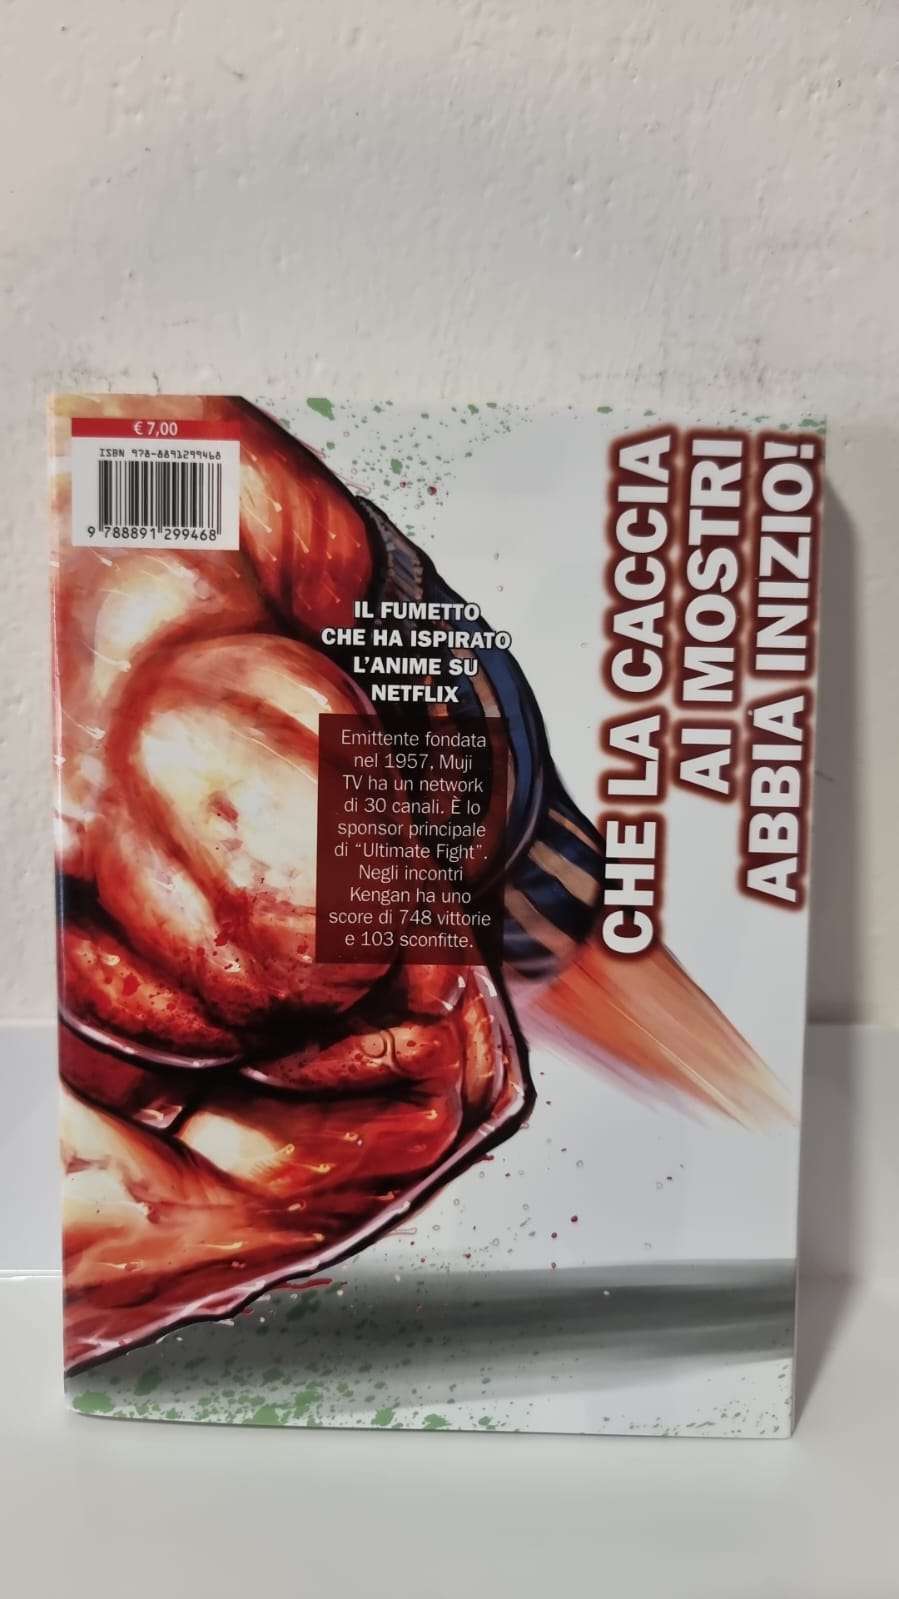 € 7,00
ISBN 978-8891299468
9 788891 299468
IL FUMETTO
CHE HA ISPIRATO
L'ANIME SU
NETFLIX
Emittente fondata
nel 1957, Muji
TV ha un network
di 30 canali. È lo
sponsor principale
di “Ultimate Fight”.
Negli incontri
Kengan ha uno
score di 748 vittorie
e 103 sconfitte.
CHE LA CACCIA
AI MOSTRI
ABBIA INIZIO!